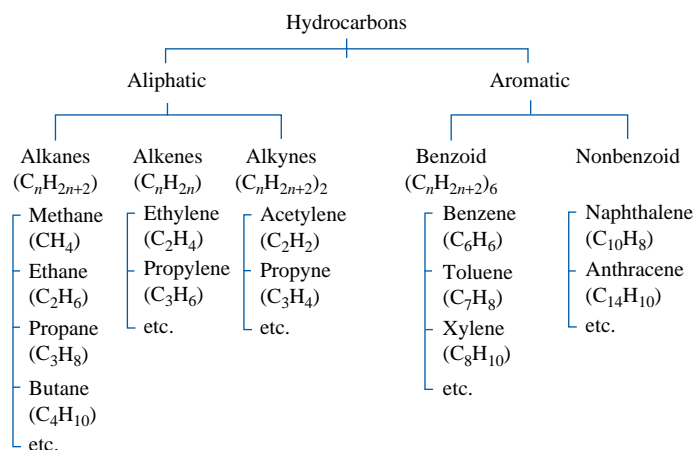 Hydrocarbons
Aliphatic
Aromatic
Alkanes
(CₙH₂ₙ₊₂)
Methane
(CH₄)
Ethane
(C₂H₆)
Propane
(C₃H₈)
Butane
(C₄H₁₀)
etc.
Alkenes
(CₙH₂ₙ)
Ethylene
(C₂H₄)
Propylene
(C₃H₆)
etc.
Alkynes
(CₙH₂ₙ₊₂)₂
Acetylene
(C₂H₂)
Propyne
(C₃H₄)
etc.
Benzoid
(CₙH₂ₙ₊₂)₆
Benzene
(C₆H₆)
Toluene
(C₇H₈)
Xylene
(C₈H₁₀)
etc.
Nonbenzoid
Naphthalene
(C₁₀H₈)
Anthracene
(C₁₄H₁₀)
etc.